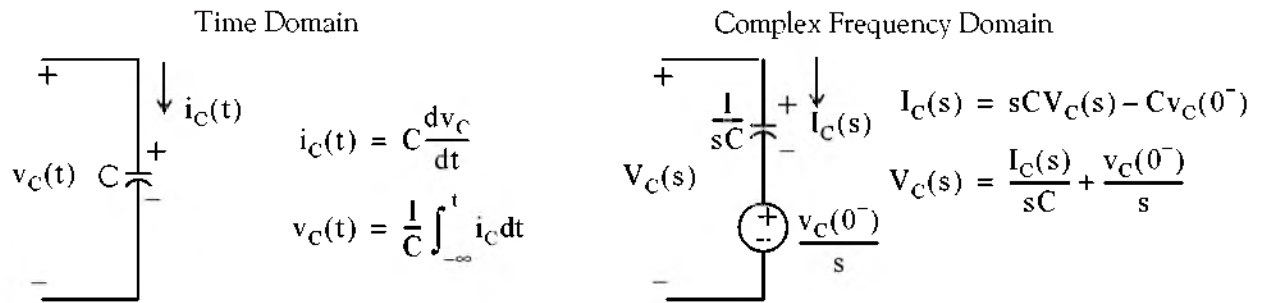 Time Domain
+
i_C(t)
v_C(t)
C
+
−
−
i_C(t) = C dv_C/dt
v_C(t) = 1/C ∫_{−∞}^{t} i_C dt
Complex Frequency Domain
+
1/sC
+
−
I_C(s)
V_C(s)
+
--
v_C(0⁻)/s
−
I_C(s) = sCV_C(s) − Cv_C(0⁻)
V_C(s) = I_C(s)/sC + v_C(0⁻)/s